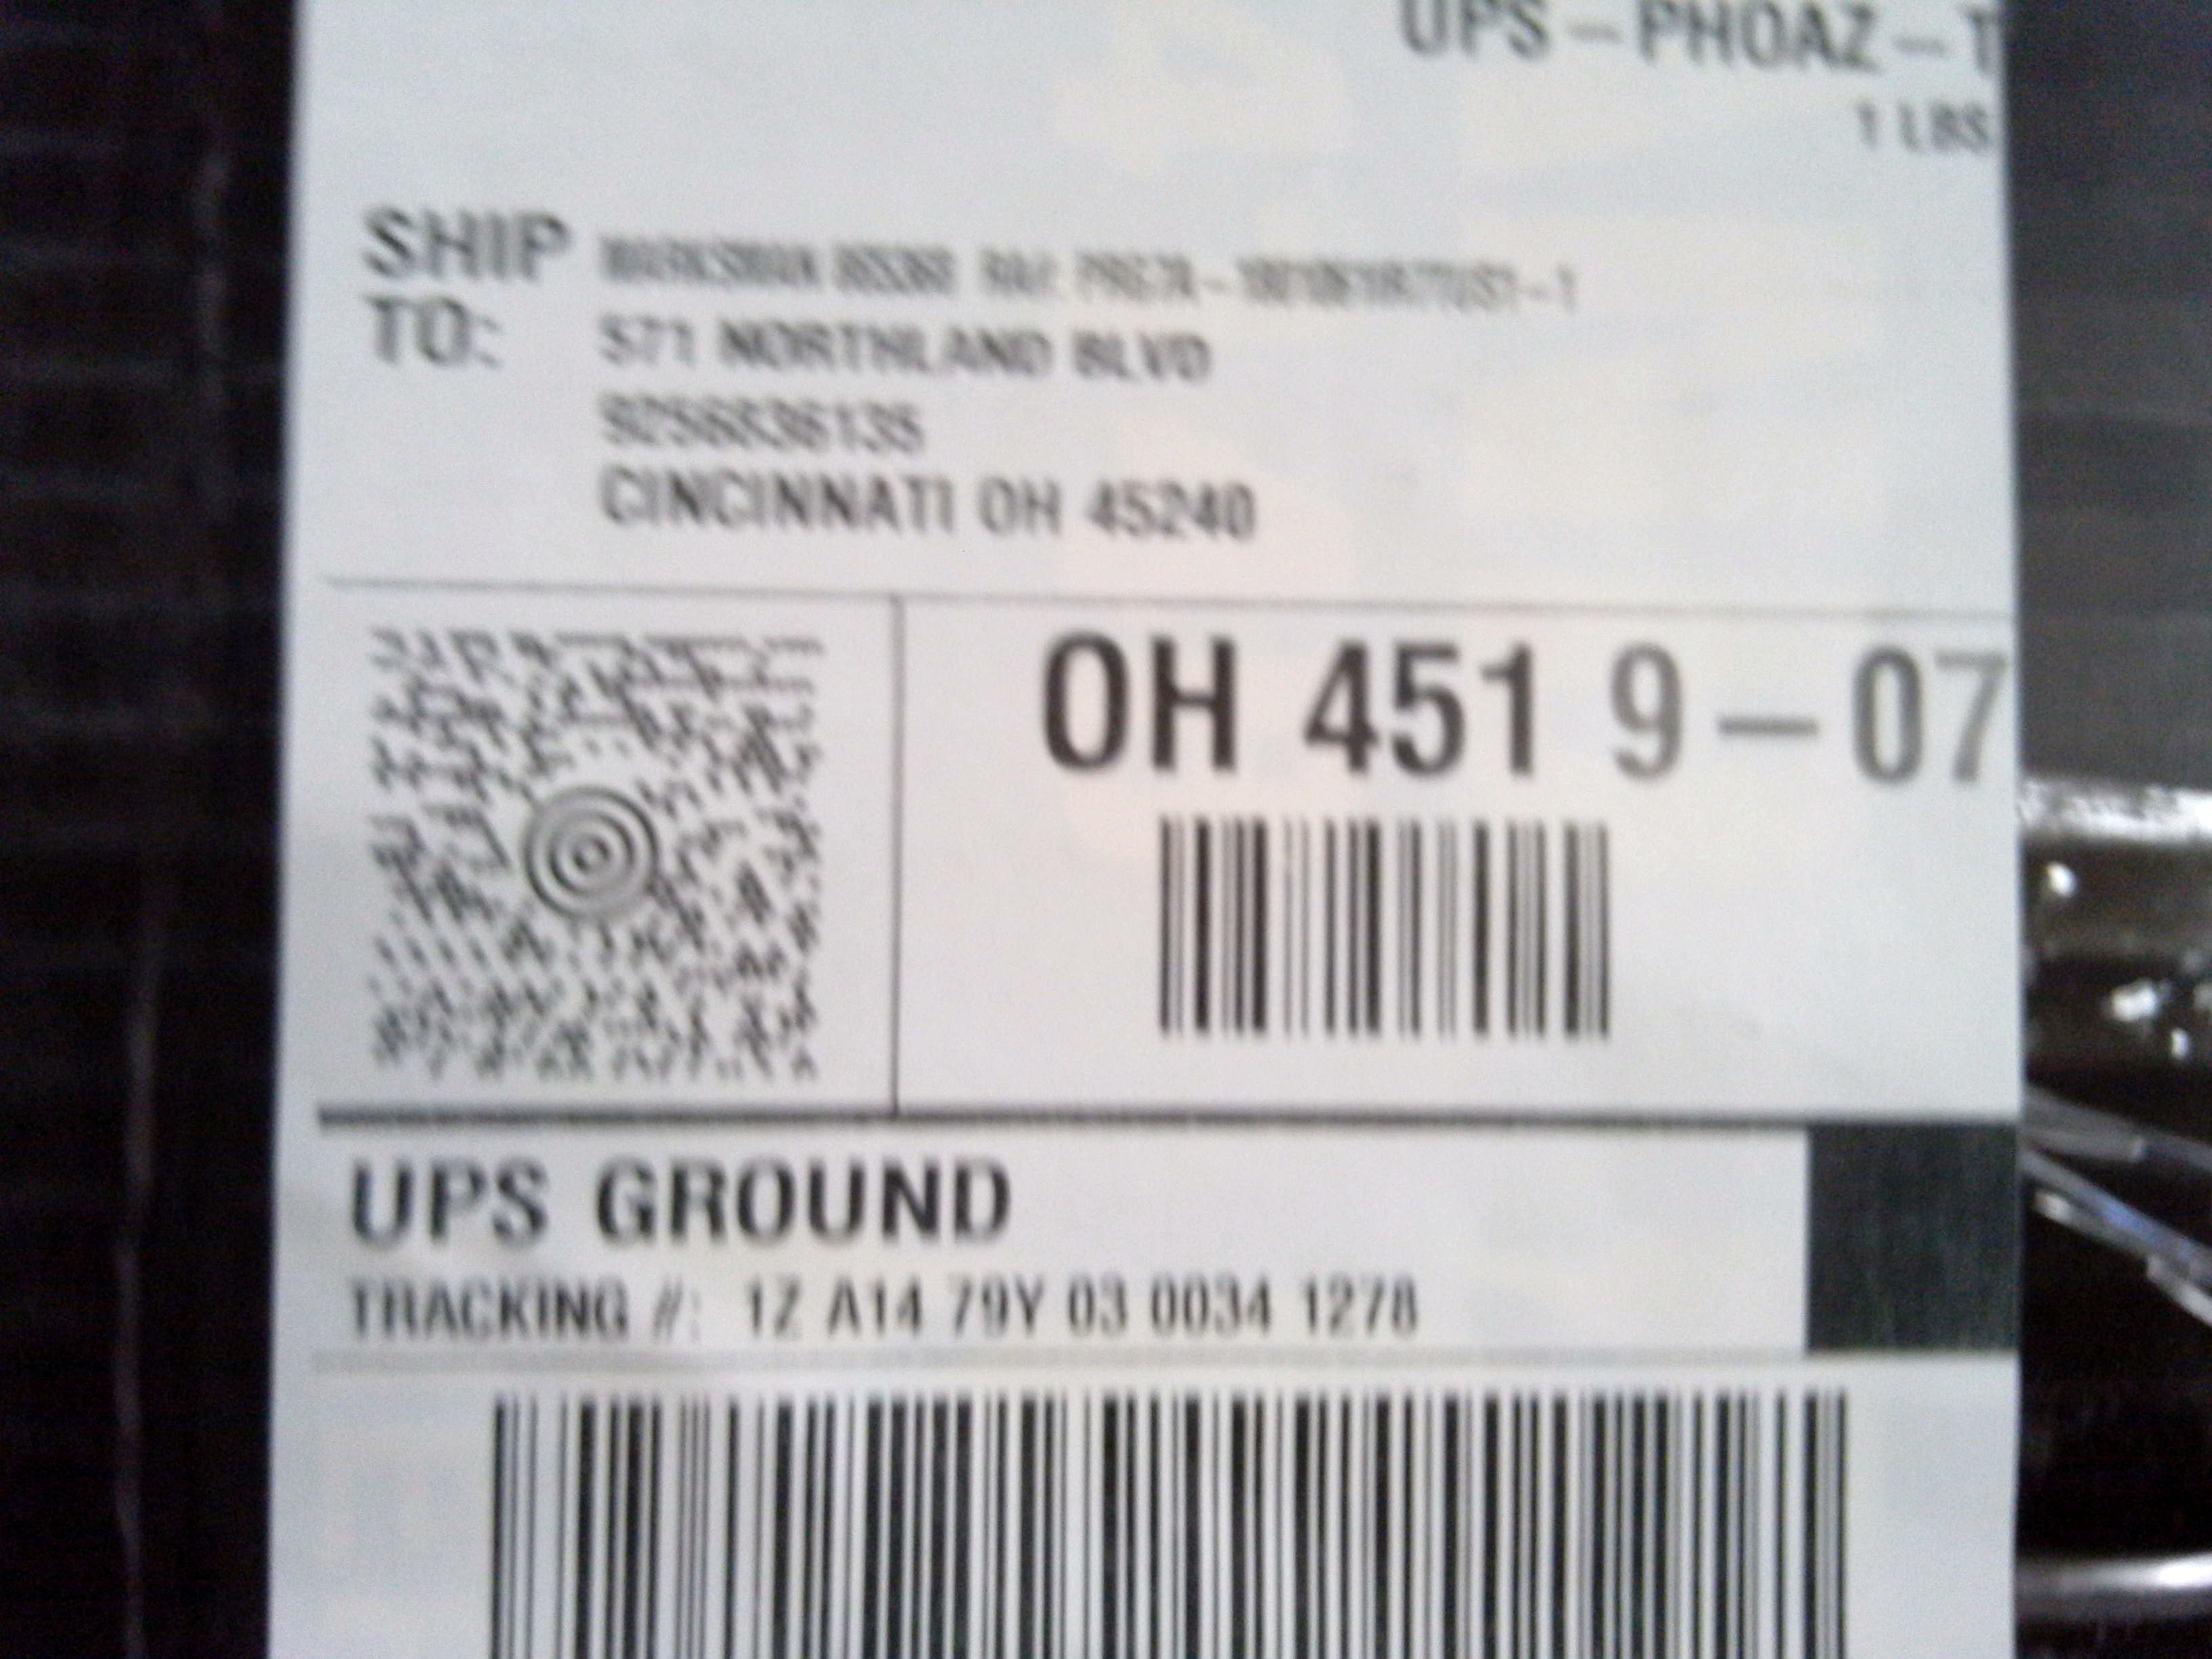 UPS - PHOAZ - T
1 LBS
SHIP TO:
571 NORTHLAND BLVD
9256836135
CINCINNATI OH 45240
OH 451 9-07
UPS GROUND
TRACKING #: 1Z A14 79Y 03 0034 1278